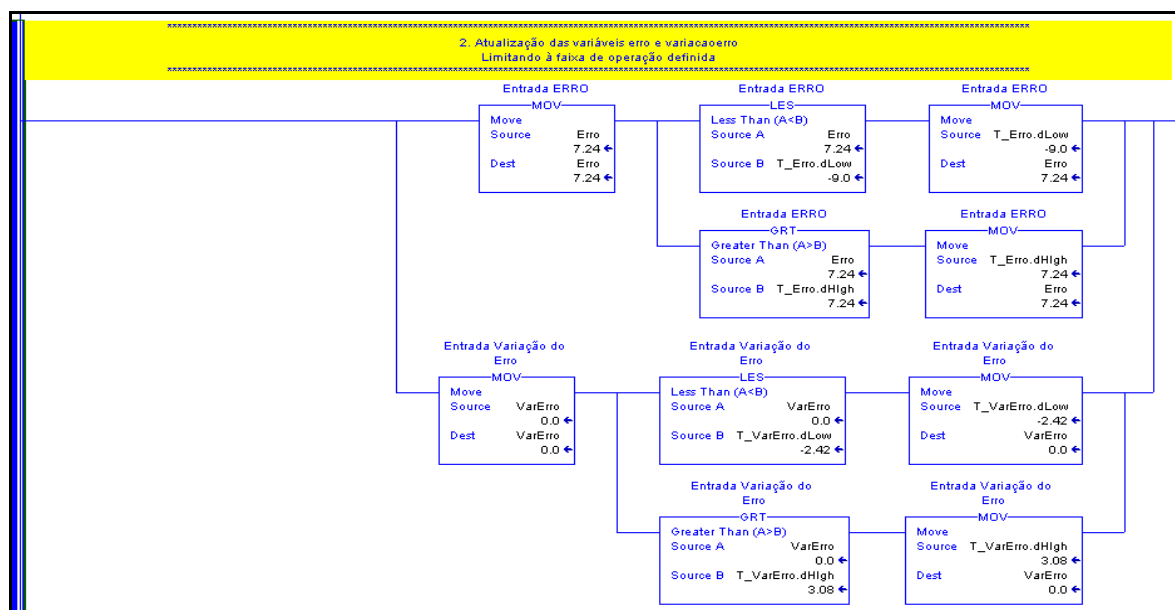 ************************************************************
2. Atualização das variáveis erro e variacaoerro
Limitando à faixa de operação definida
************************************************************
Entrada ERRO
MOV
Move
Source Erro
7.24
Dest Erro
7.24
Entrada ERRO
LES
Less Than (A<B)
Source A Erro
7.24
Source B T_Erro.dLow
-9.0
Entrada ERRO
MOV
Move
Source T_Erro.dLow
-9.0
Dest Erro
7.24
Entrada ERRO
GRT
Greater Than (A>B)
Source A Erro
7.24
Source B T_Erro.dHIgh
7.24
Entrada ERRO
MOV
Move
Source T_Erro.dHIgh
7.24
Dest Erro
7.24
Entrada Variação do
Erro
MOV
Move
Source VarErro
0.0
Dest VarErro
0.0
Entrada Variação do
Erro
LES
Less Than (A<B)
Source A VarErro
0.0
Source B T_VarErro.dLow
-2.42
Entrada Variação do
Erro
MOV
Move
Source T_VarErro.dLow
-2.42
Dest VarErro
0.0
Entrada Variação do
Erro
GRT
Greater Than (A>B)
Source A VarErro
0.0
Source B T_VarErro.dHIgh
3.08
Entrada Variação do
Erro
MOV
Move
Source T_VarErro.dHIgh
3.08
Dest VarErro
0.0